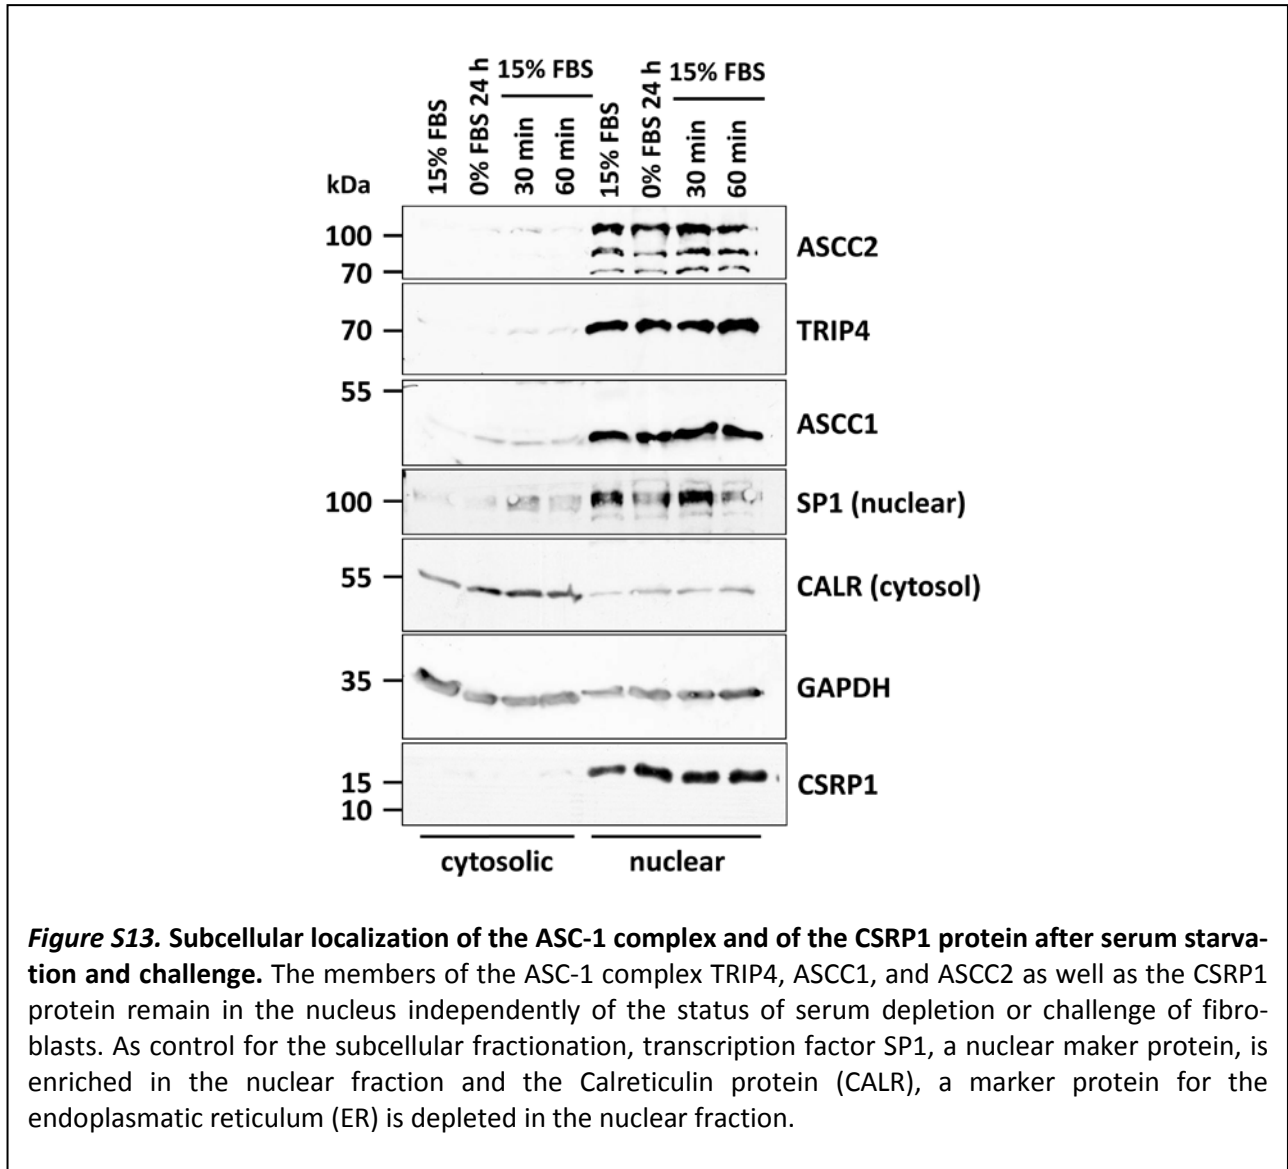 15% FBS
0% FBS 24 h
15% FBS
30 min
60 min
15% FBS
0% FBS 24 h
15% FBS
30 min
60 min
kDa
100
70
ASCC2
70
TRIP4
55
ASCC1
100
SP1 (nuclear)
55
CALR (cytosol)
35
GAPDH
15
10
CSRP1
cytosolic nuclear
Figure S13. Subcellular localization of the ASC-1 complex and of the CSRP1 protein after serum starva-
tion and challenge. The members of the ASC-1 complex TRIP4, ASCC1, and ASCC2 as well as the CSRP1
protein remain in the nucleus independently of the status of serum depletion or challenge of fibro-
blasts. As control for the subcellular fractionation, transcription factor SP1, a nuclear maker protein, is
enriched in the nuclear fraction and the Calreticulin protein (CALR), a marker protein for the
endoplasmatic reticulum (ER) is depleted in the nuclear fraction.